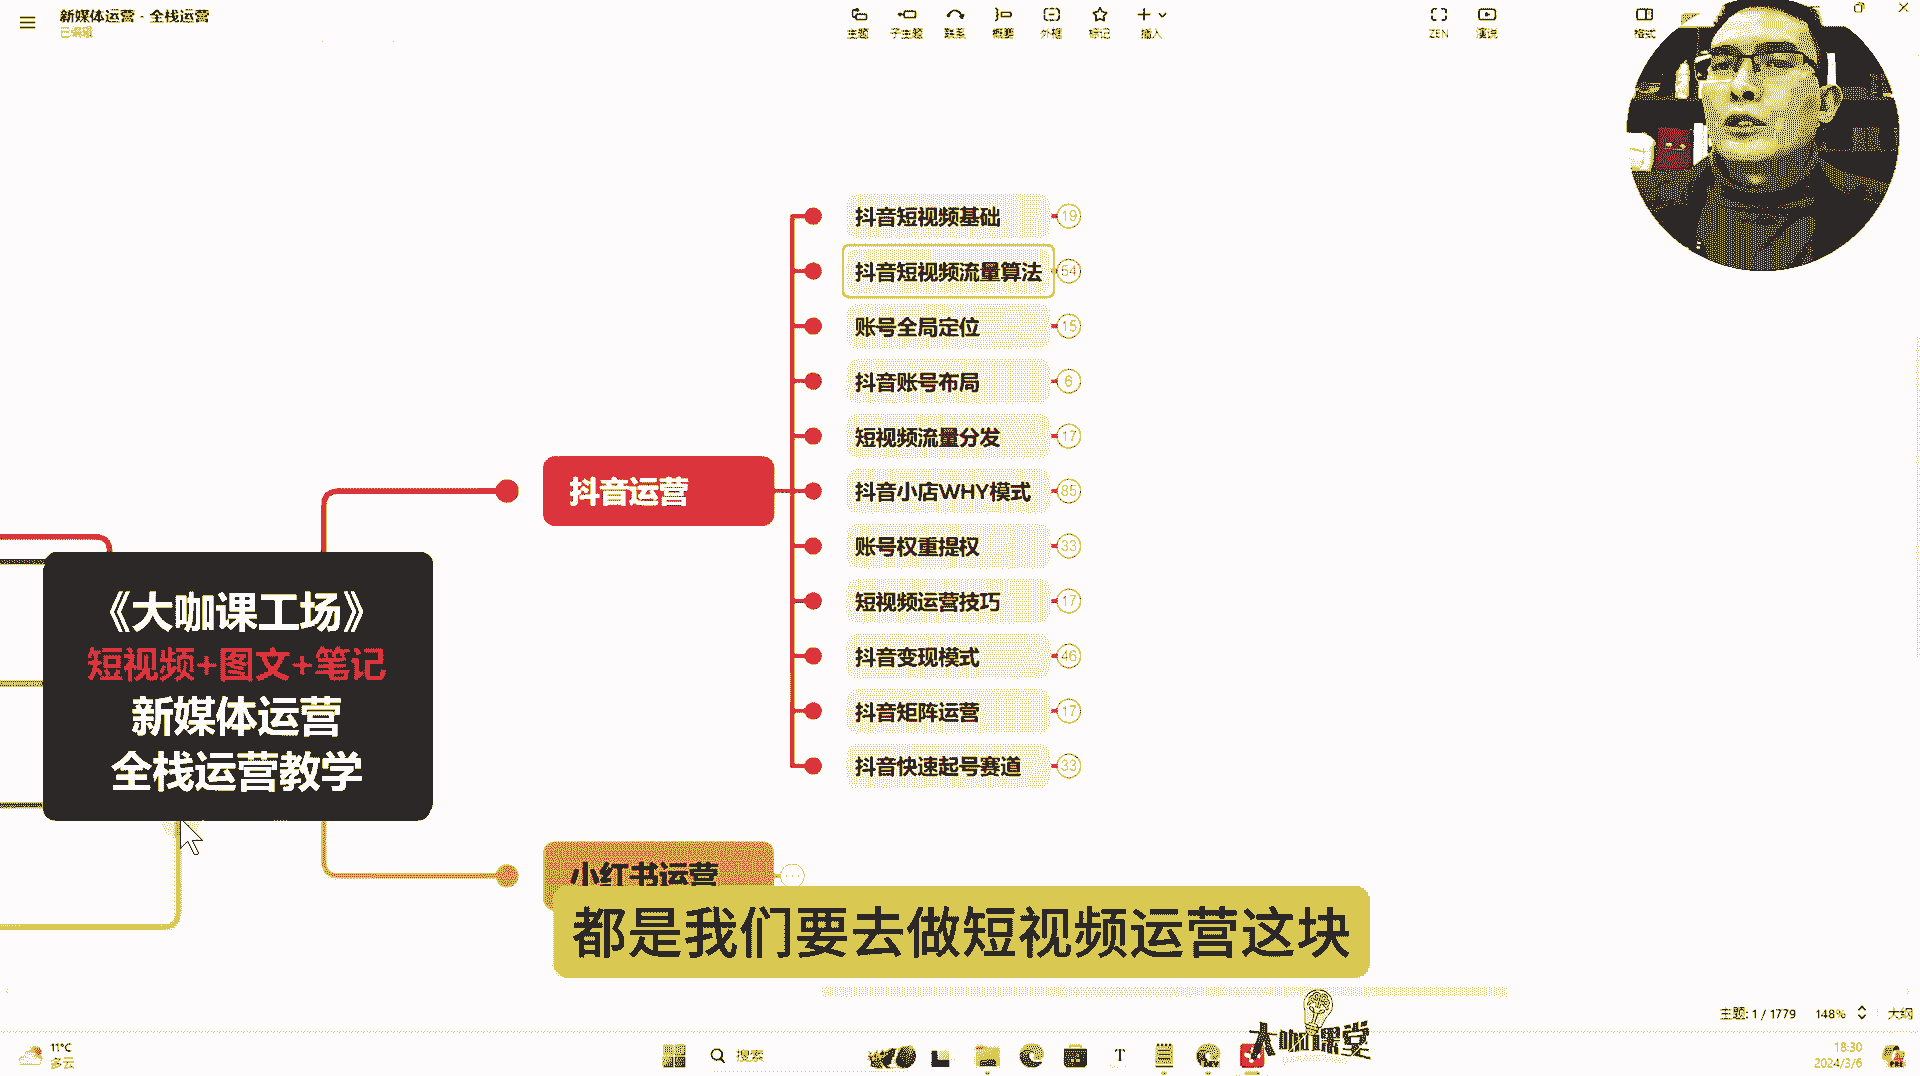 新媒体运营 - 全栈运营
已编辑
主题
子主题
联系
概要
外框
标记
插入
ZEN
演说
格式
抖音短视频基础
19
抖音短视频流量算法
54
账号全局定位
15
抖音账号布局
6
短视频流量分发
17
抖音小店WHY模式
85
账号权重提权
33
短视频运营技巧
17
抖音变现模式
46
抖音矩阵运营
17
抖音快速起号赛道
33
抖音运营
《大咖课工场》
短视频+图文+笔记
新媒体运营
全栈运营教学
小红书运营
都是我们要去做短视频运营这块
主题: 1 / 1779
148%
大纲
11°C
多云
搜索
大咖课堂
18:30
2024/3/6